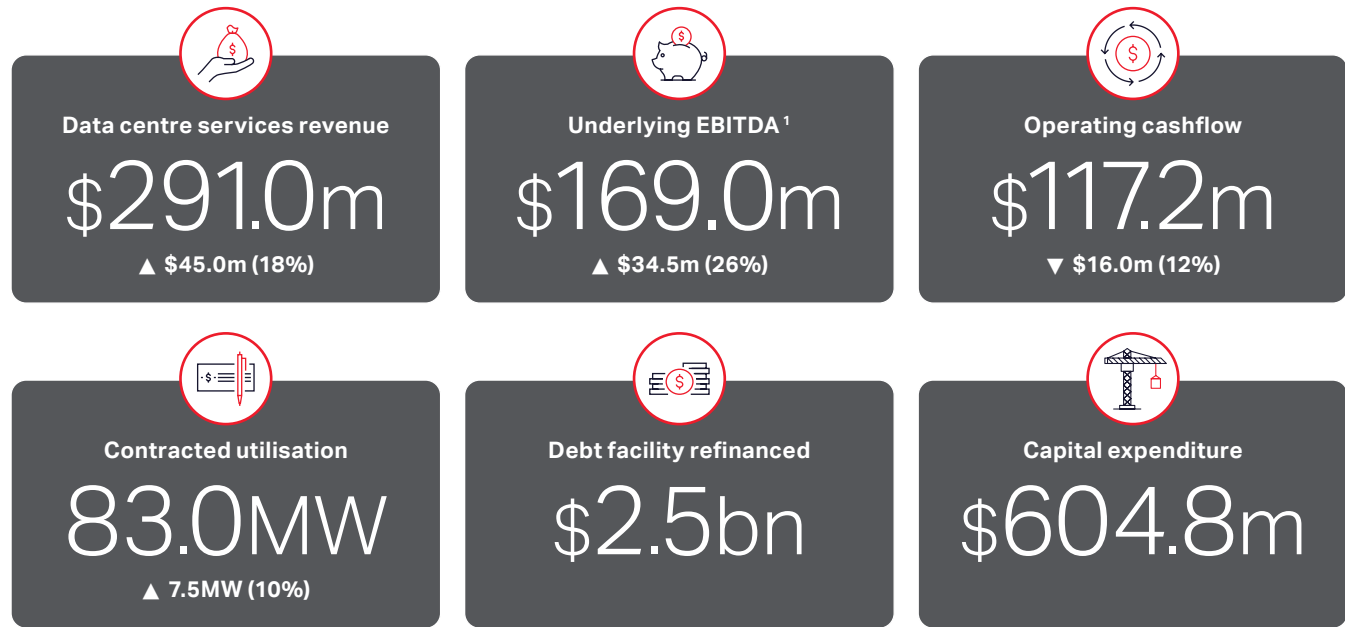 Data centre services revenue
$291.0m
▲ $45.0m (18%)
Underlying EBITDA ¹
$169.0m
▲ $34.5m (26%)
Operating cashflow
$117.2m
▼ $16.0m (12%)
Contracted utilisation
83.0MW
▲ 7.5MW (10%)
Debt facility refinanced
$2.5bn
Capital expenditure
$604.8m